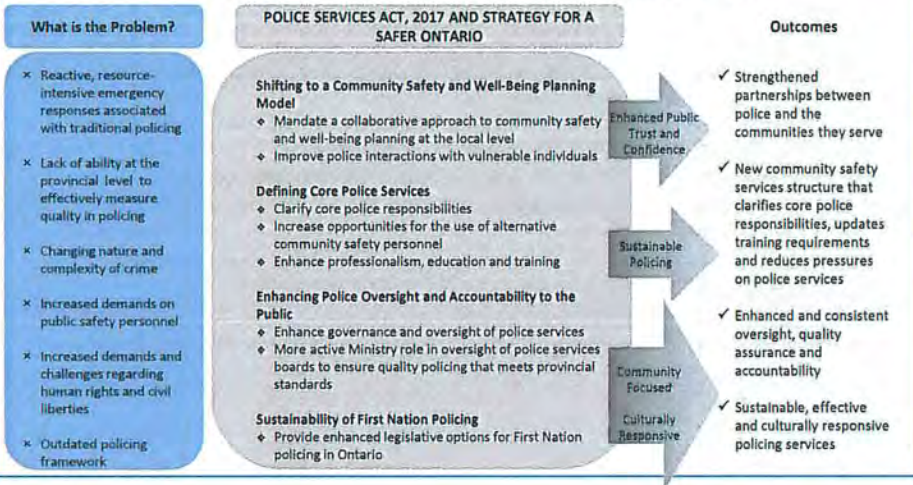 What is the Problem?
× Reactive, resource-
intensive emergency
responses associated
with traditional policing
× Lack of ability at the
provincial level to
effectively measure
quality in policing
× Changing nature and
complexity of crime
× Increased demands on
public safety personnel
× Increased demands and
challenges regarding
human rights and civil
liberties
× Outdated policing
framework
POLICE SERVICES ACT, 2017 AND STRATEGY FOR A
SAFER ONTARIO
Shifting to a Community Safety and Well-Being Planning
Model
❖ Mandate a collaborative approach to community safety
and well-being planning at the local level
❖ Improve police interactions with vulnerable individuals
Defining Core Police Services
❖ Clarify core police responsibilities
❖ Increase opportunities for the use of alternative
community safety personnel
❖ Enhance professionalism, education and training
Enhancing Police Oversight and Accountability to the
Public
❖ Enhance governance and oversight of police services
❖ More active Ministry role in oversight of police services
boards to ensure quality policing that meets provincial
standards
Sustainability of First Nation Policing
❖ Provide enhanced legislative options for First Nation
policing in Ontario
Enhanced Public
Trust and
Confidence
Sustainable
Policing
Community
Focused
Culturally
Responsive
Outcomes
✓ Strengthened
partnerships between
police and the
communities they serve
✓ New community safety
services structure that
clarifies core police
responsibilities, updates
training requirements
and reduces pressures
on police services
✓ Enhanced and consistent
oversight, quality
assurance and
accountability
✓ Sustainable, effective
and culturally responsive
policing services